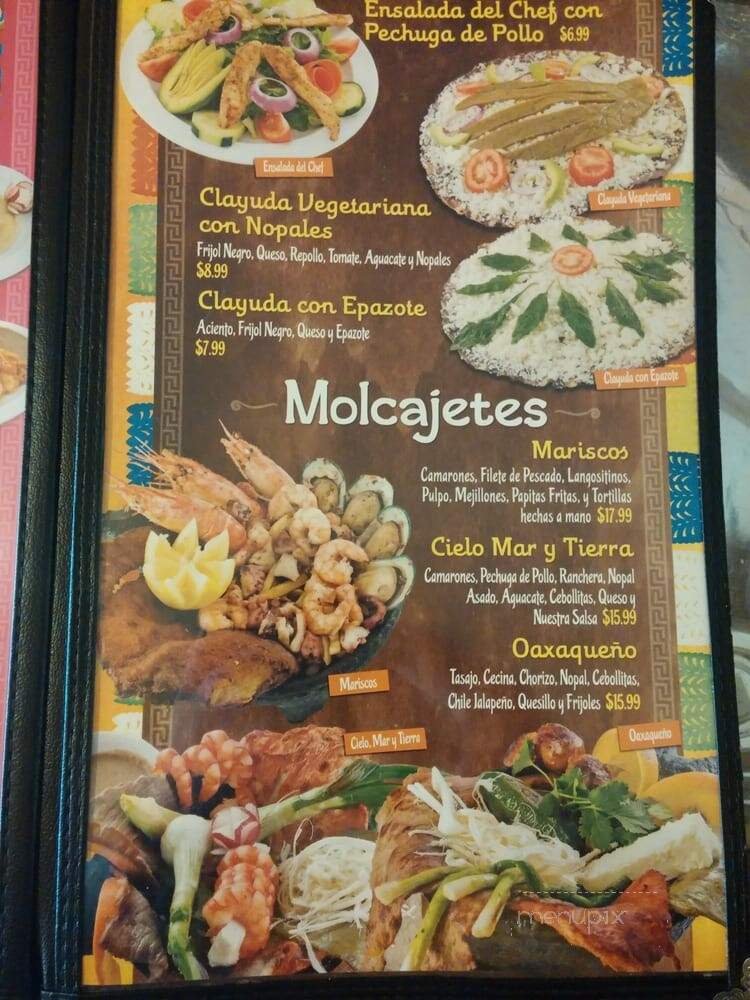 Ensalada del Chef con
Pechuga de Pollo $6.99
Ensalada del Chef
Clayuda Vegetariana
Clayuda Vegetariana
con Nopales
Frijol Negro, Queso, Repollo, Tomate, Aguacate y Nopales
$8.99
Clayuda con Epazote
Aciento, Frijol Negro, Queso y Epazote
$7.99
Clayuda con Epazote
Molcajetes
Mariscos
Camarones, Filete de Pescado, Langositinos,
Pulpo, Mejillones, Papitas Fritas, y Tortillas
hechas a mano $17.99
Cielo Mar y Tierra
Camarones, Pechuga de Pollo, Ranchera, Nopal
Asado, Aguacate, Cebollitas, Queso y
Nuestra Salsa $15.99
Oaxaqueño
Tasajo, Cecina, Chorizo, Nopal, Cebollitas,
Chile Jalapeño, Quesillo y Frijoles $15.99
Mariscos
Cielo, Mar y Tierra
Oaxaqueño
menupix